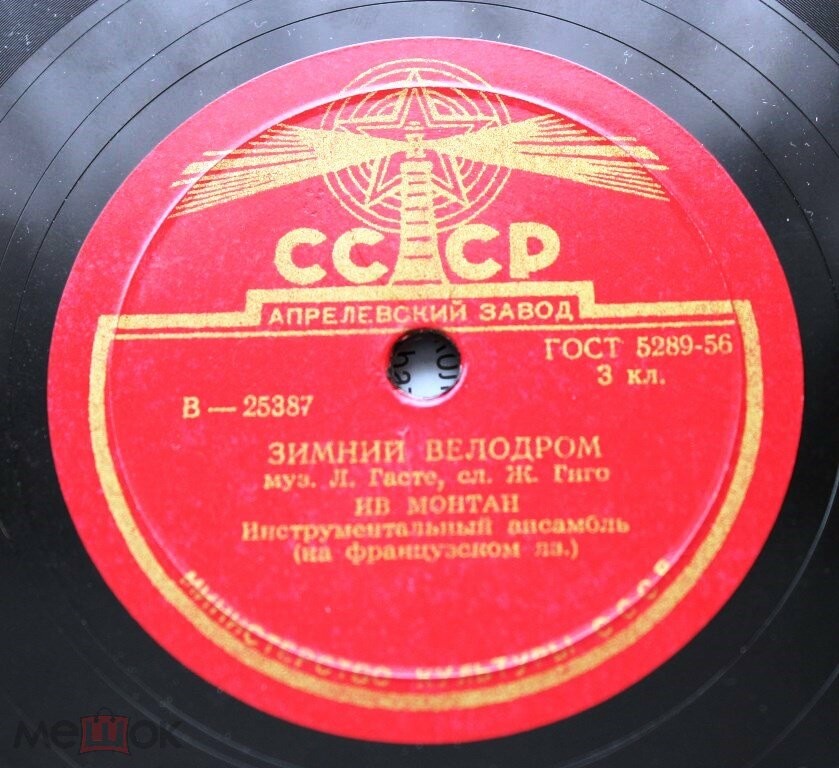 СССР
АПРЕЛЕВСКИЙ ЗАВОД
ГОСТ 5289-56
3 кл.
В — 25387
ЗИМНИЙ ВЕЛОДРОМ
муз. Л. Гасте, сл. Ж. Гиго
ИВ МОНТАН
Инструментальный ансамбль
(на французском яз.)
МИНИСТЕРСТВО КУЛЬТУРЫ СССР
мешок